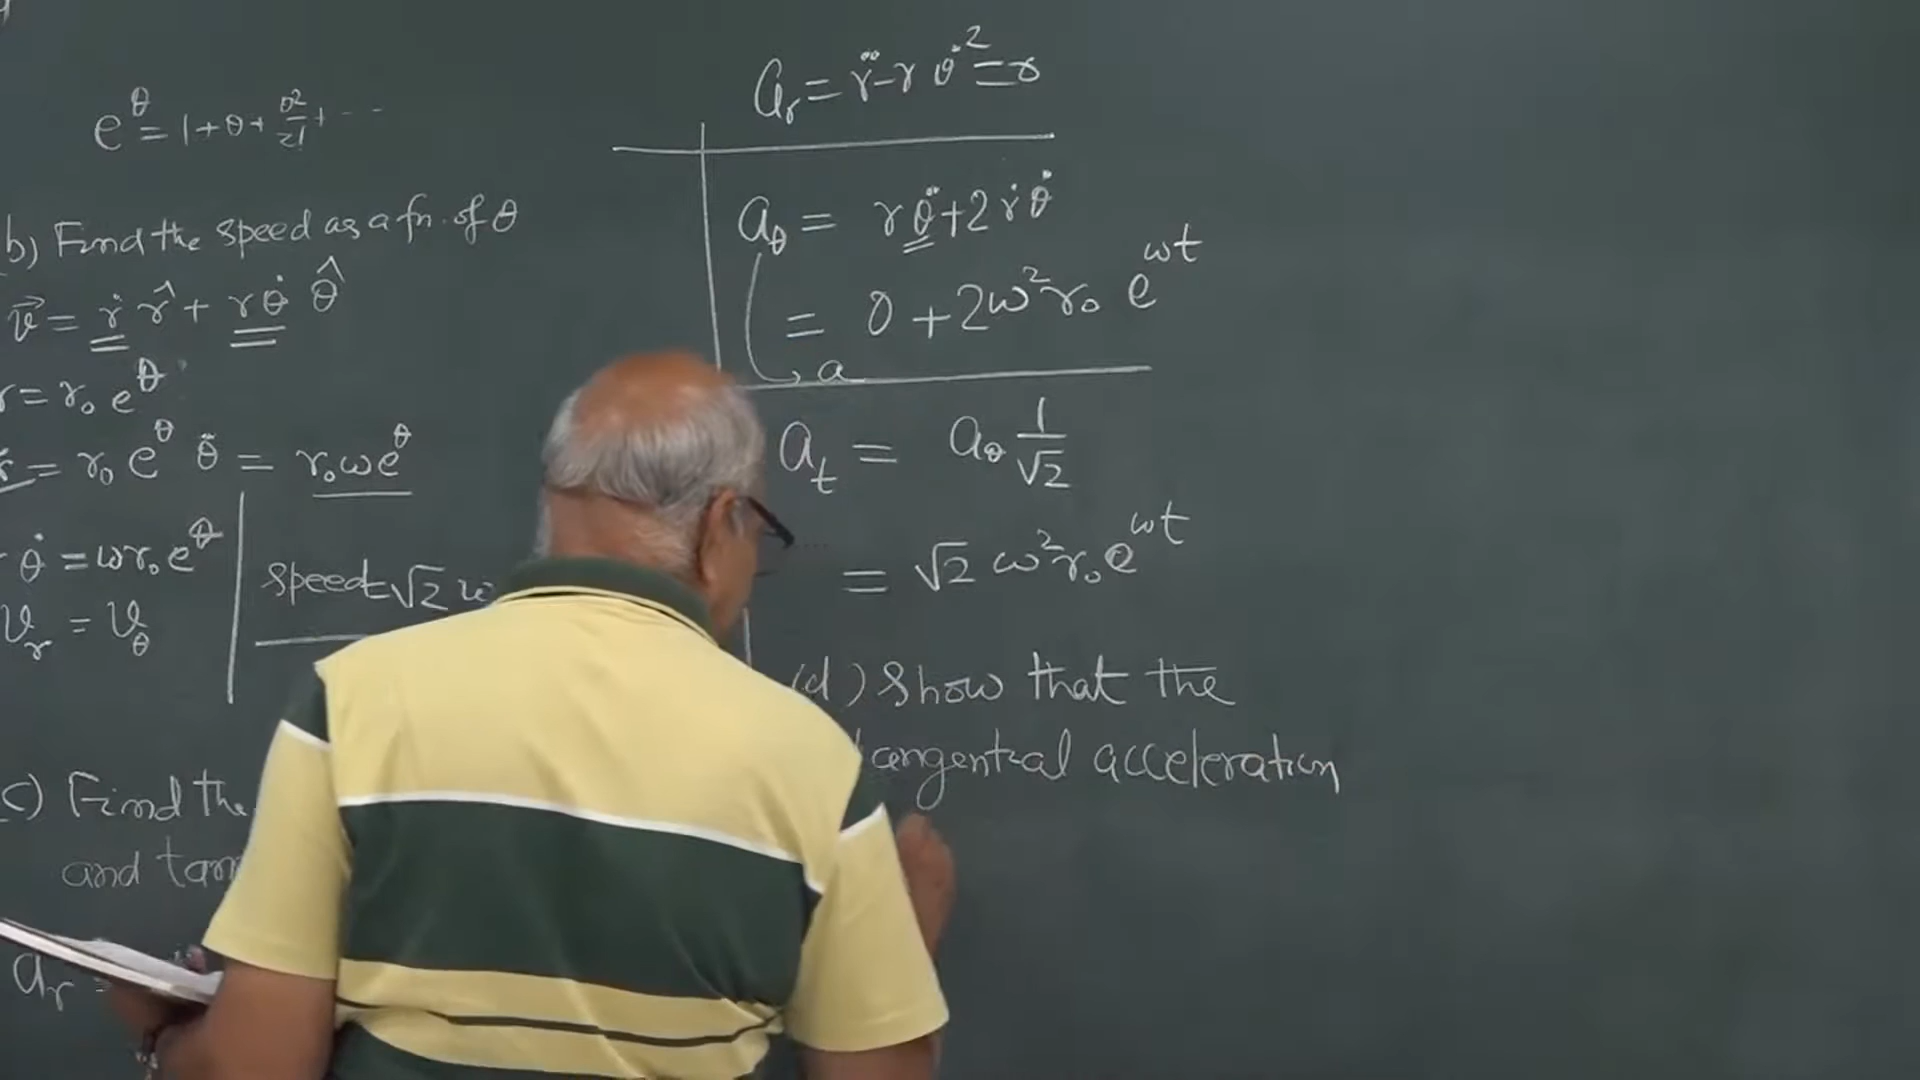 e^θ = 1 + θ + θ²/2! + ...
b) Find the speed as a fn. of θ
v⃗ = ṙ r̂ + r θ̇ θ̂
r = r₀ e^θ
= r₀ e^θ θ̇ = r₀ ω e^θ
θ̇ = ω r₀ e^θ
v_r = v_θ
speed = √2 ω
c) Find the
and tan
a_r =
a_r = r̈ - r θ̇² = 0
a_θ = r θ̈ + 2 ṙ θ̇
= 0 + 2ω² r₀ e^ωt
a
a_t = a_θ 1/√2
= √2 ω² r₀ e^ωt
(d) Show that the
tangential acceleration